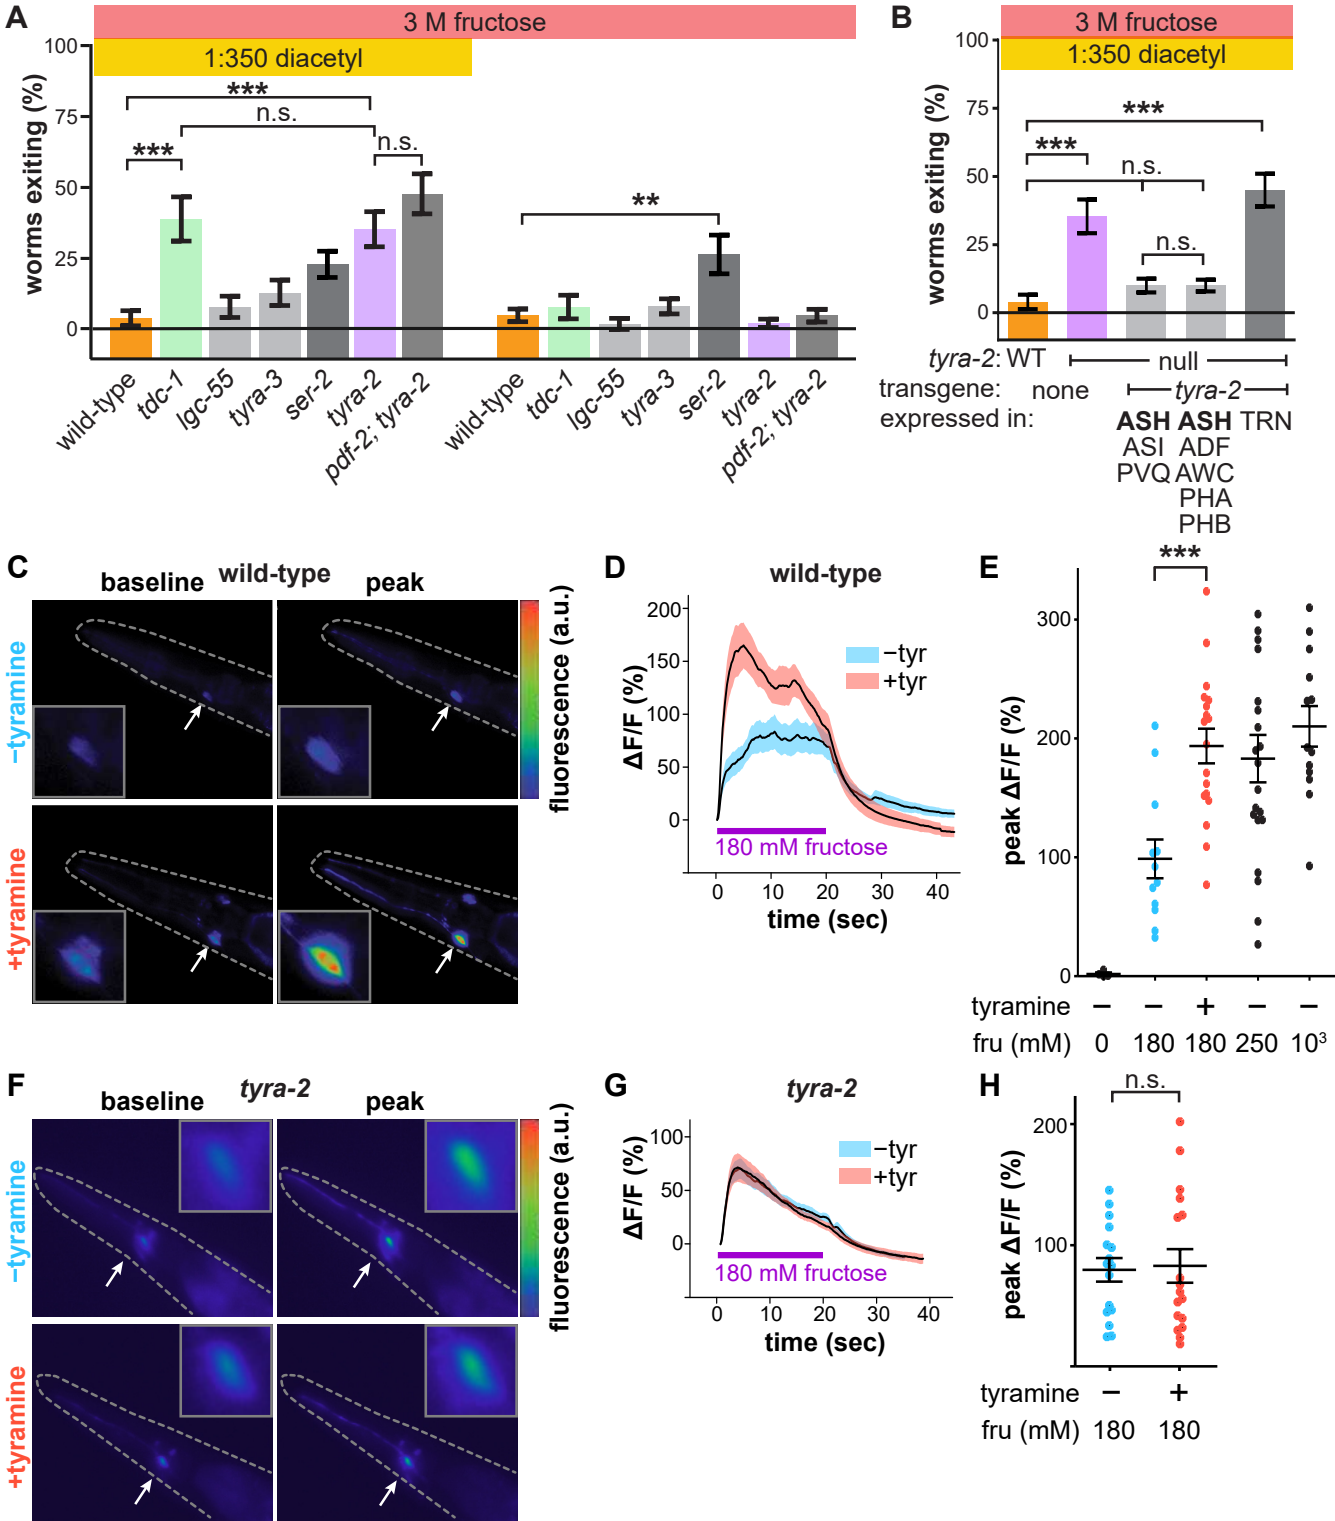 A
3 M fructose
1:350 diacetyl
worms exiting (%)
100
75
50
25
0
***
n.s.
***
n.s.
**
wild-type
tdc-1
lgc-55
tyra-3
ser-2
tyra-2
pdf-2; tyra-2
wild-type
tdc-1
lgc-55
tyra-3
ser-2
tyra-2
pdf-2; tyra-2
B
3 M fructose
1:350 diacetyl
worms exiting (%)
100
75
50
25
0
***
***
n.s.
n.s.
tyra-2: WT null
transgene: none tyra-2
expressed in: ASH ASH TRN
ASI ADF
PVQ AWC
PHA
PHB
C
wild-type
baseline peak
−tyramine
+tyramine
fluorescence (a.u.)
D
wild-type
ΔF/F (%)
200
150
100
50
0
−tyr
+tyr
180 mM fructose
0 10 20 30 40
time (sec)
E
***
peak ΔF/F (%)
300
200
100
0
tyramine − − + − −
fru (mM) 0 180 180 250 10³
F
tyra-2
baseline peak
−tyramine
+tyramine
fluorescence (a.u.)
G
tyra-2
ΔF/F (%)
100
50
0
−tyr
+tyr
180 mM fructose
0 10 20 30 40
time (sec)
H
n.s.
peak ΔF/F (%)
200
100
tyramine − +
fru (mM) 180 180